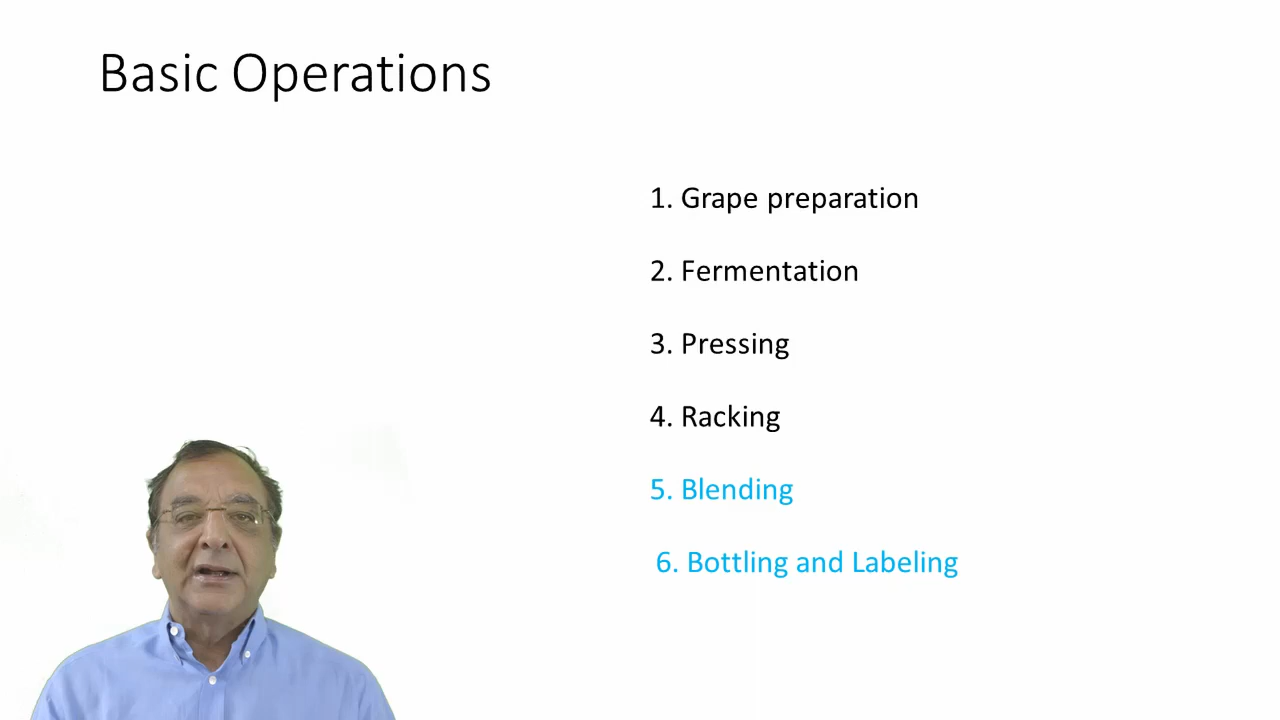 Basic Operations
1. Grape preparation
2. Fermentation
3. Pressing
4. Racking
5. Blending
6. Bottling and Labeling